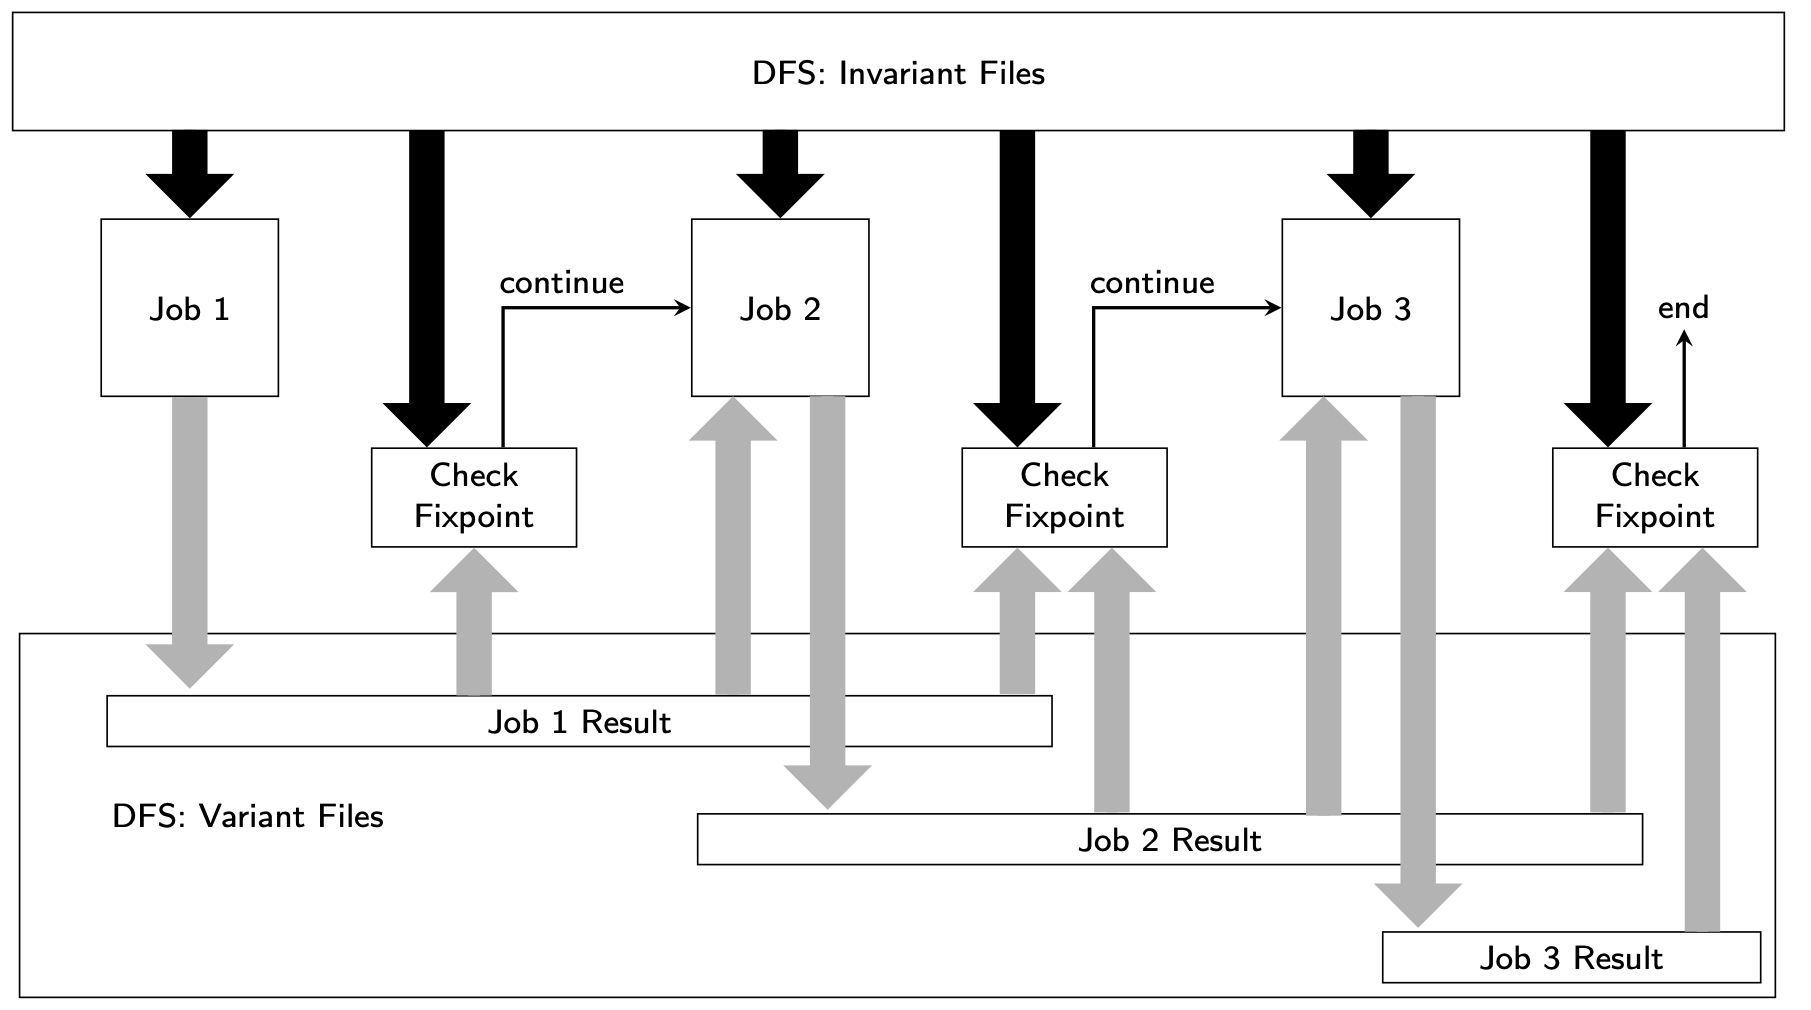 DFS: Invariant Files
Job 1
continue
Job 2
continue
Job 3
end
Check
Fixpoint
Check
Fixpoint
Check
Fixpoint
Job 1 Result
DFS: Variant Files
Job 2 Result
Job 3 Result